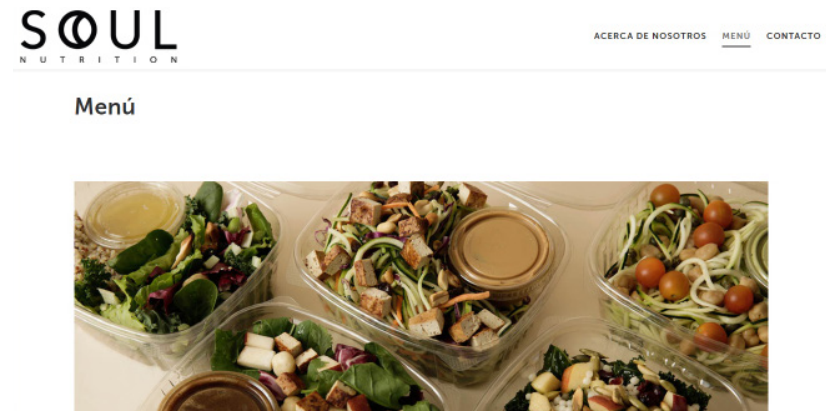 SOUL
NUTRITION
ACERCA DE NOSOTROS
MENÚ
CONTACTO
Menú